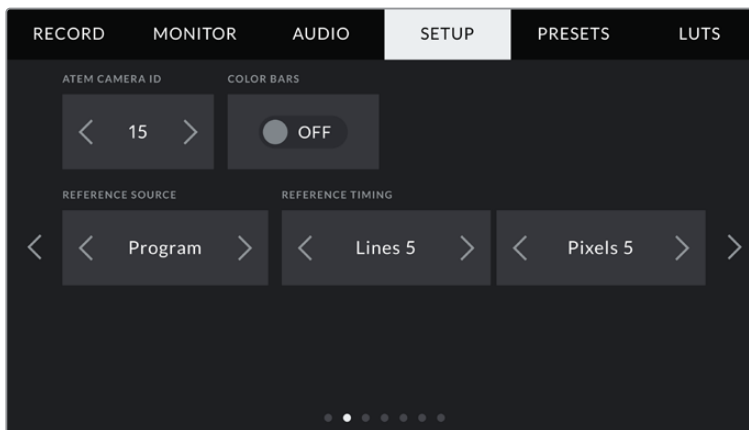 RECORD MONITOR AUDIO SETUP PRESETS LUTS
ATEM CAMERA ID COLOR BARS
15 OFF
REFERENCE SOURCE REFERENCE TIMING
Program Lines 5 Pixels 5